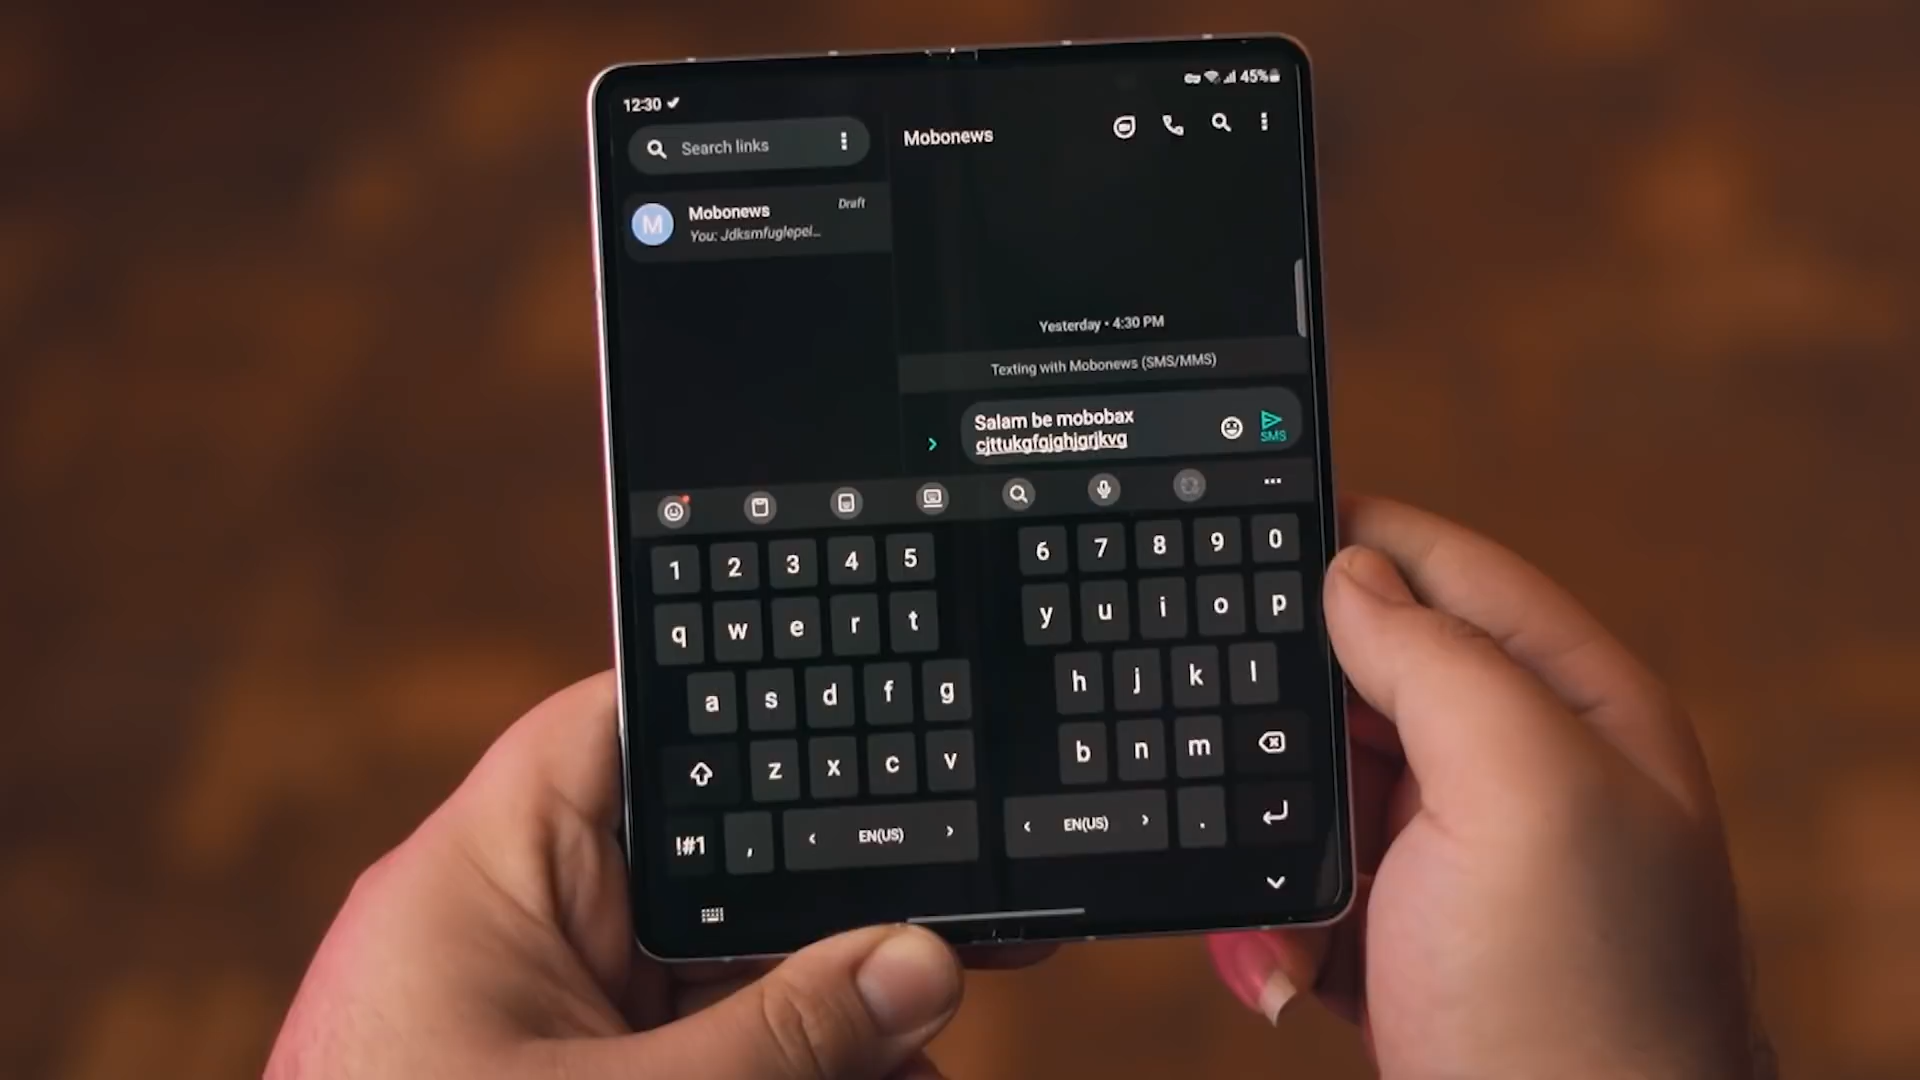 12:30
45%
Search links
Mobonews
Draft
You: Jdksmfuglepei...
Mobonews
Yesterday • 4:30 PM
Texting with Mobonews (SMS/MMS)
Salam be mobobax
cjttukgfgjghjgrjkvg
SMS
1 2 3 4 5 6 7 8 9 0
q w e r t y u i o p
a s d f g h j k l
z x c v b n m
!#1 , < EN(US) > < EN(US) > .